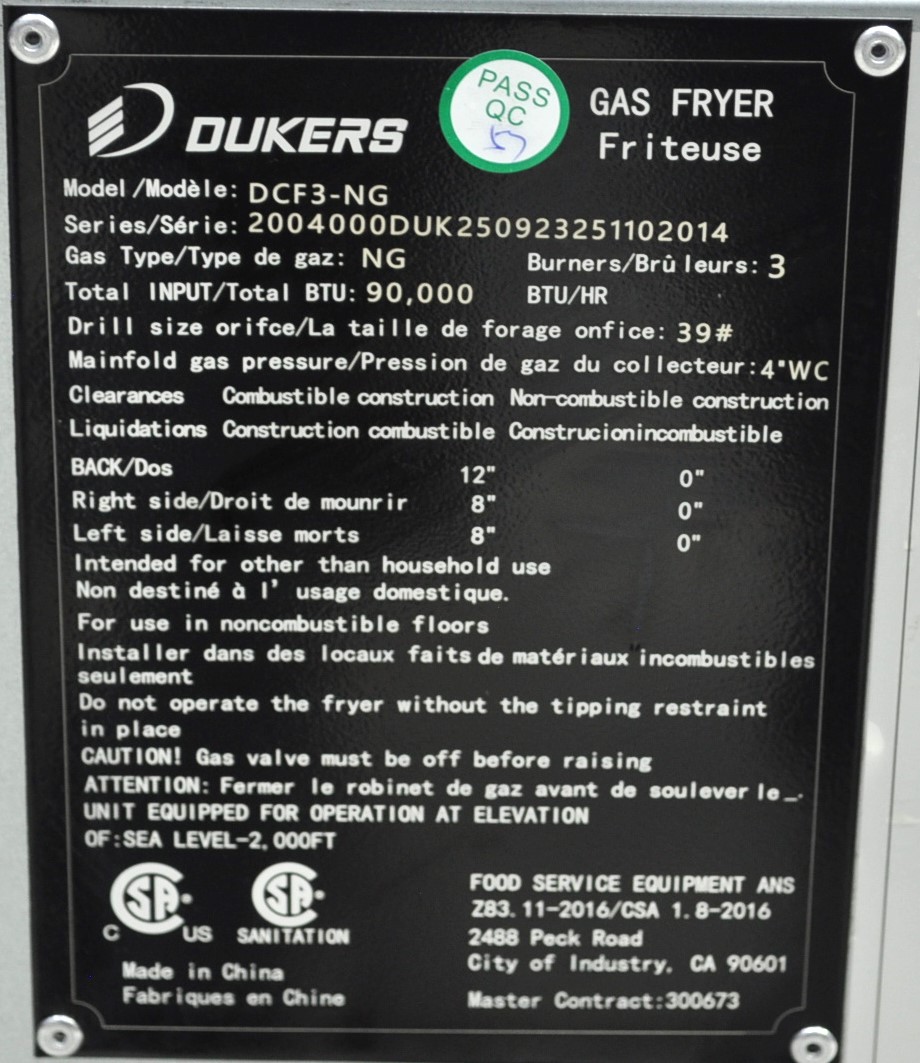 DUKERS
PASS
QC
GAS FRYER
Friteuse
Model/Modèle: DCF3-NG
Series/Série: 2004000DUK250923251102014
Gas Type/Type de gaz: NG Burners/Brûleurs: 3
Total INPUT/Total BTU: 90,000 BTU/HR
Drill size orifce/La taille de forage onfice: 39#
Mainfold gas pressure/Pression de gaz du collecteur:4"WC
Clearances Combustible construction Non-combustible construction
Liquidations Construction combustible Construcionincombustible
BACK/Dos 12" 0"
Right side/Droit de mounrir 8" 0"
Left side/Laisse morts 8" 0"
Intended for other than household use
Non destiné à l' usage domestique.
For use in noncombustible floors
Installer dans des locaux faits de matériaux incombustibles
seulement
Do not operate the fryer without the tipping restraint
in place
CAUTION! Gas valve must be off before raising
ATTENTION: Fermer le robinet de gaz avant de soulever le_.
UNIT EQUIPPED FOR OPERATION AT ELEVATION
OF:SEA LEVEL-2,000FT
SA
C US
SA
SANITATION
Made in China
Fabriques en Chine
FOOD SERVICE EQUIPMENT ANS
Z83.11-2016/CSA 1.8-2016
2488 Peck Road
City of Industry, CA 90601
Master Contract:300673